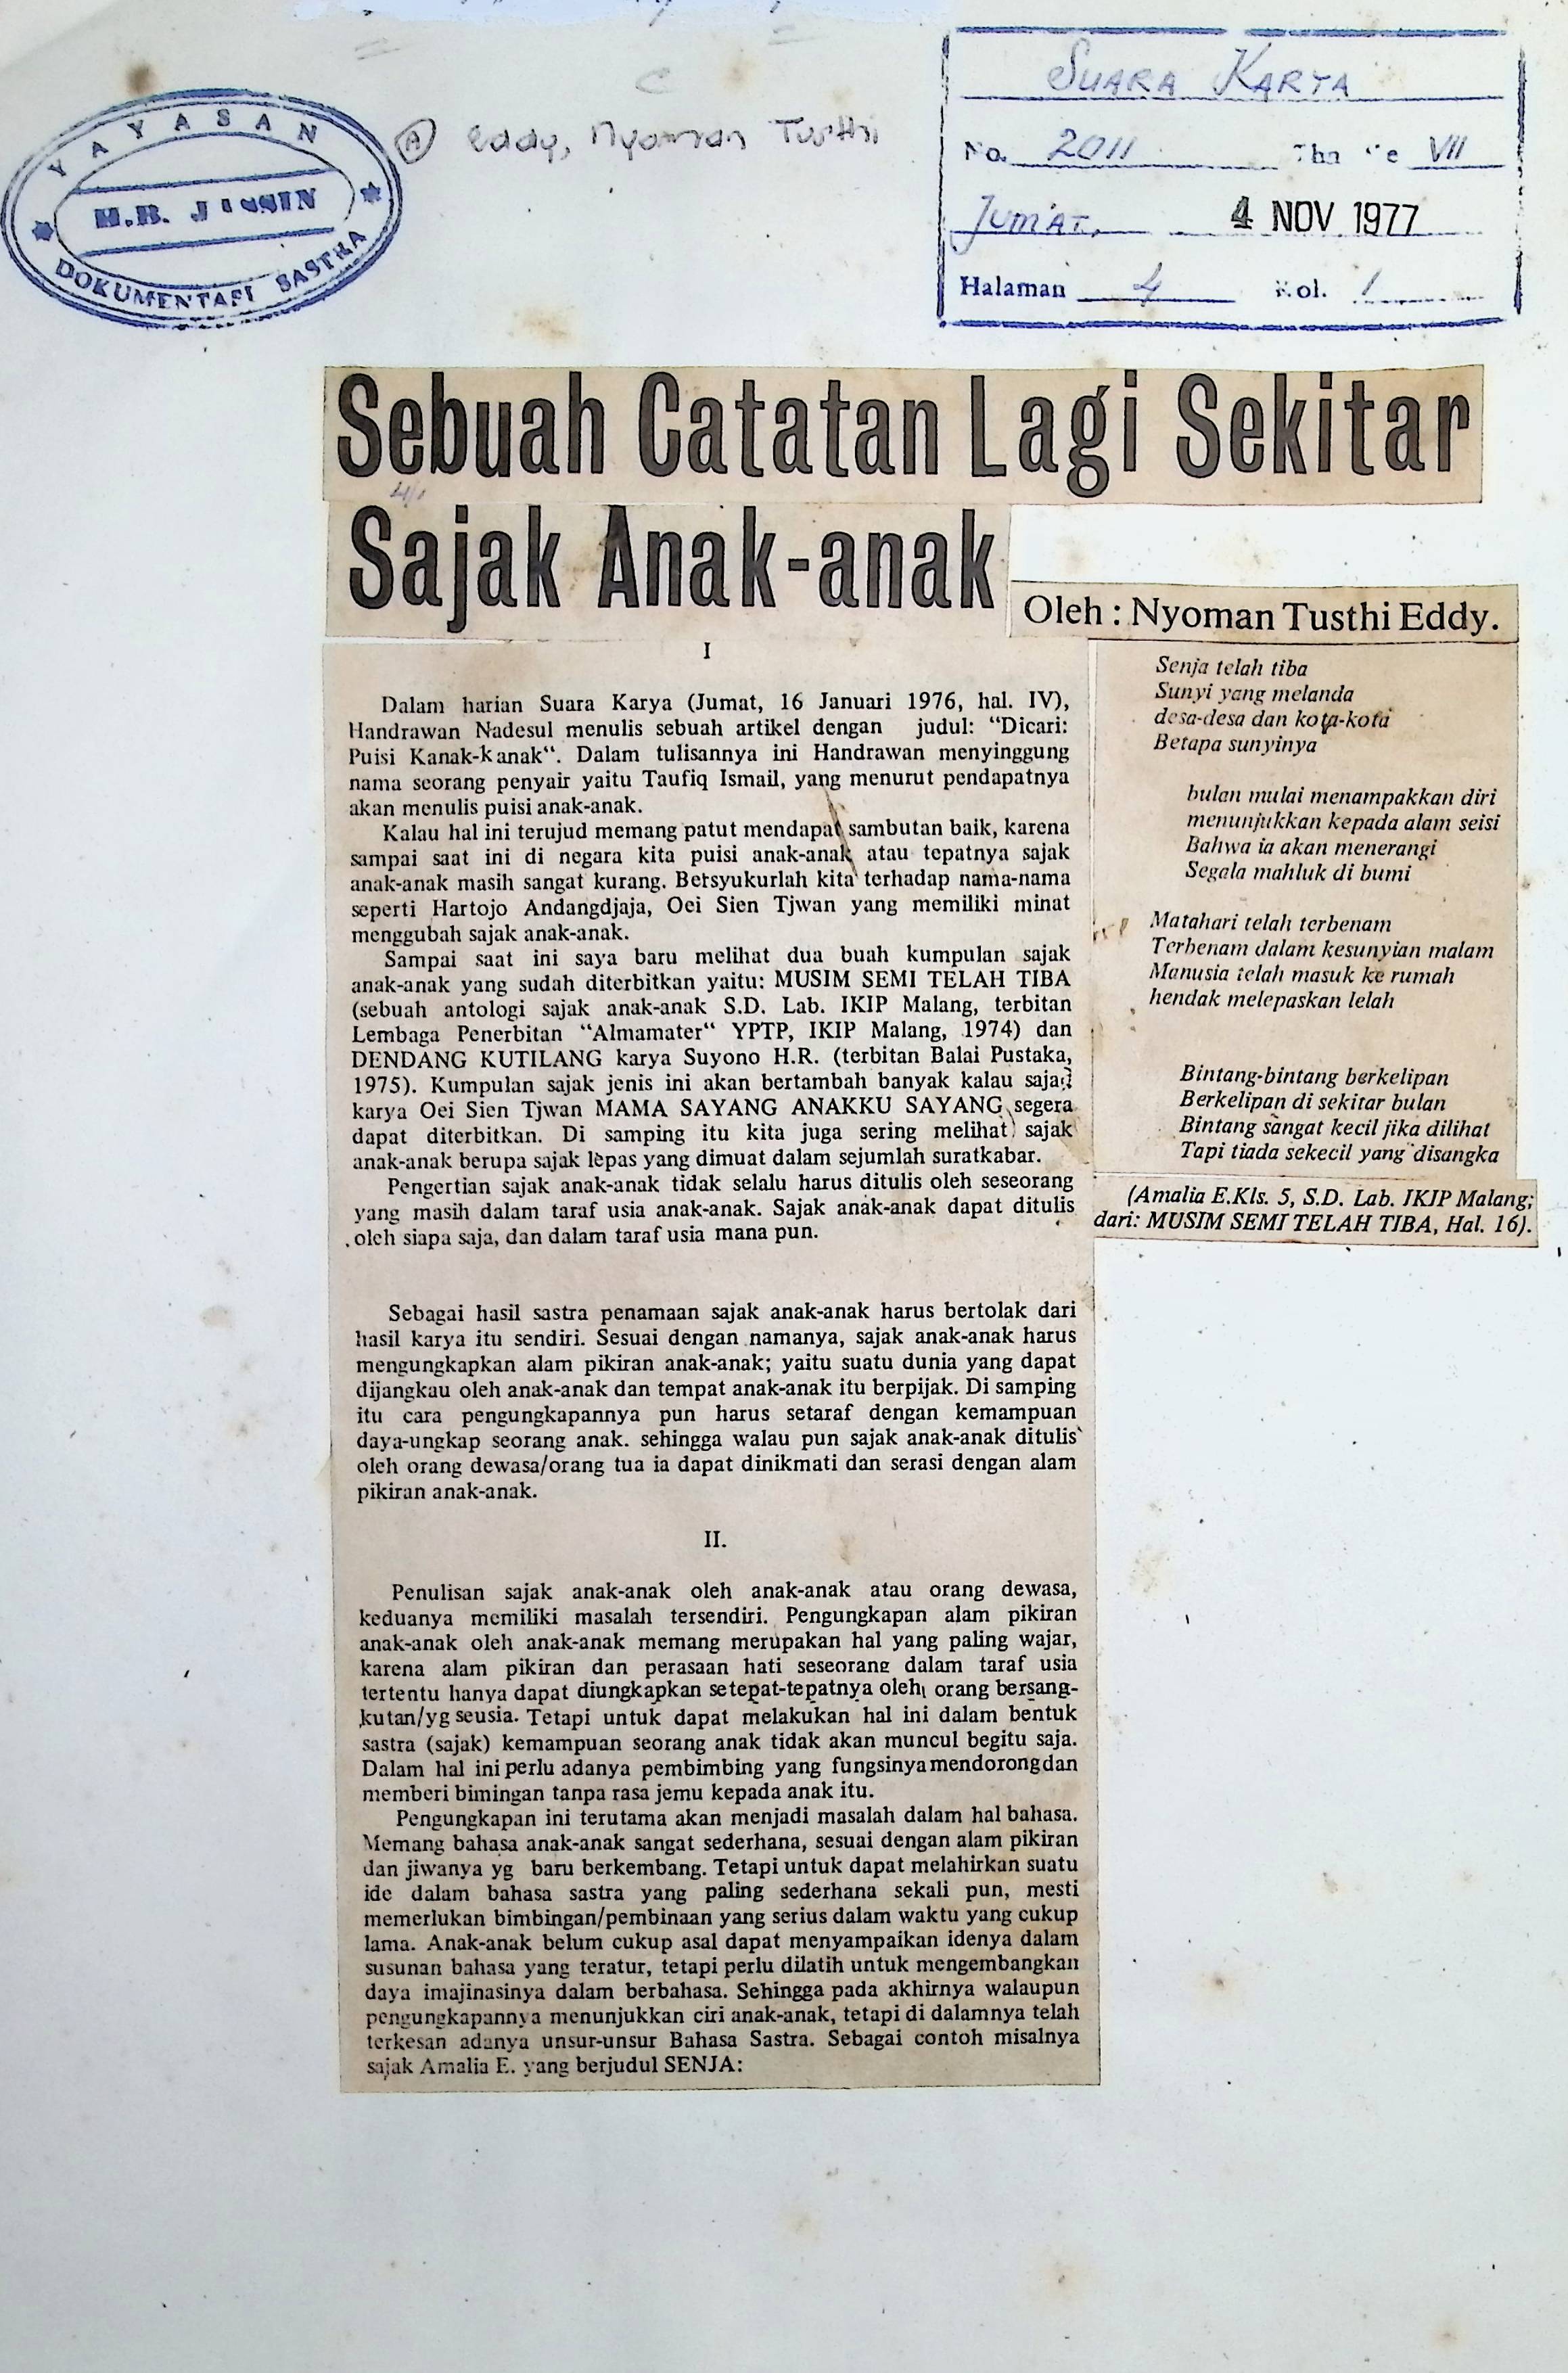 YAYASAN
H.B. JASSIN
DOKUMENTASI SASTRA
A Eddy, Nyoman Tusthi
SUARA KARYA
No. 2011 Thn Ke VII
JUM'AT, 4 NOV 1977
Halaman 4 Kol. 1
Sebuah Catatan Lagi Sekitar
Sajak Anak-anak
Oleh : Nyoman Tusthi Eddy.
I
Dalam harian Suara Karya (Jumat, 16 Januari 1976, hal. IV),
Handrawan Nadesul menulis sebuah artikel dengan judul: “Dicari:
Puisi Kanak-kanak“. Dalam tulisannya ini Handrawan menyinggung
nama seorang penyair yaitu Taufiq Ismail, yang menurut pendapatnya
akan menulis puisi anak-anak.
Kalau hal ini terujud memang patut mendapat sambutan baik, karena
sampai saat ini di negara kita puisi anak-anak atau tepatnya sajak
anak-anak masih sangat kurang. Betsyukurlah kita terhadap nama-nama
seperti Hartojo Andangdjaja, Oei Sien Tjwan yang memiliki minat
menggubah sajak anak-anak.
Sampai saat ini saya baru melihat dua buah kumpulan sajak
anak-anak yang sudah diterbitkan yaitu: MUSIM SEMI TELAH TIBA
(sebuah antologi sajak anak-anak S.D. Lab. IKIP Malang, terbitan
Lembaga Penerbitan “Almamater“ YPTP, IKIP Malang, 1974) dan
DENDANG KUTILANG karya Suyono H.R. (terbitan Balai Pustaka,
1975). Kumpulan sajak jenis ini akan bertambah banyak kalau
karya Oei Sien Tjwan MAMA SAYANG ANAKKU SAYANG segera
dapat diterbitkan. Di samping itu kita juga sering melihat sajak
anak-anak berupa sajak lepas yang dimuat dalam sejumlah suratkabar.
Pengertian sajak anak-anak tidak selalu harus ditulis oleh seseorang
yang masih dalam taraf usia anak-anak. Sajak anak-anak dapat ditulis
oleh siapa saja, dan dalam taraf usia mana pun.
Sebagai hasil sastra penamaan sajak anak-anak harus bertolak dari
hasil karya itu sendiri. Sesuai dengan namanya, sajak anak-anak harus
mengungkapkan alam pikiran anak-anak; yaitu suatu dunia yang dapat
dijangkau oleh anak-anak dan tempat anak-anak itu berpijak. Di samping
itu cara pengungkapannya pun harus setaraf dengan kemampuan
daya-ungkap seorang anak. sehingga walau pun sajak anak-anak ditulis
oleh orang dewasa/orang tua ia dapat dinikmati dan serasi dengan alam
pikiran anak-anak.
II.
Penulisan sajak anak-anak oleh anak-anak atau orang dewasa,
keduanya memiliki masalah tersendiri. Pengungkapan alam pikiran
anak-anak oleh anak-anak memang merupakan hal yang paling wajar,
karena alam pikiran dan perasaan hati seseorang dalam taraf usia
tertentu hanya dapat diungkapkan setepat-tepatnya oleh orang bersang-
kutan/yg seusia. Tetapi untuk dapat melakukan hal ini dalam bentuk
sastra (sajak) kemampuan seorang anak tidak akan muncul begitu saja.
Dalam hal ini perlu adanya pembimbing yang fungsinya mendorong dan
memberi bimingan tanpa rasa jemu kepada anak itu.
Pengungkapan ini terutama akan menjadi masalah dalam hal bahasa.
Memang bahasa anak-anak sangat sederhana, sesuai dengan alam pikiran
dan jiwanya yg baru berkembang. Tetapi untuk dapat melahirkan suatu
ide dalam bahasa sastra yang paling sederhana sekali pun, mesti
memerlukan bimbingan/pembinaan yang serius dalam waktu yang cukup
lama. Anak-anak belum cukup asal dapat menyampaikan idenya dalam
susunan bahasa yang teratur, tetapi perlu dilatih untuk mengembangkan
daya imajinasinya dalam berbahasa. Sehingga pada akhirnya walaupun
pengungkapannya menunjukkan ciri anak-anak, tetapi di dalamnya telah
terkesan adanya unsur-unsur Bahasa Sastra. Sebagai contoh misalnya
sajak Amalia E. yang berjudul SENJA:
Senja telah tiba
Sunyi yang melanda
desa-desa dan kota-kota
Betapa sunyinya
bulan mulai menampakkan diri
menunjukkan kepada alam seisi
Bahwa ia akan menerangi
Segala mahluk di bumi
Matahari telah terbenam
Terbenam dalam kesunyian malam
Manusia telah masuk ke rumah
hendak melepaskan lelah
Bintang-bintang berkelipan
Berkelipan di sekitar bulan
Bintang sangat kecil jika dilihat
Tapi tiada sekecil yang disangka
(Amalia E.Kls. 5, S.D. Lab. IKIP Malang;
dari: MUSIM SEMI TELAH TIBA, Hal. 16).